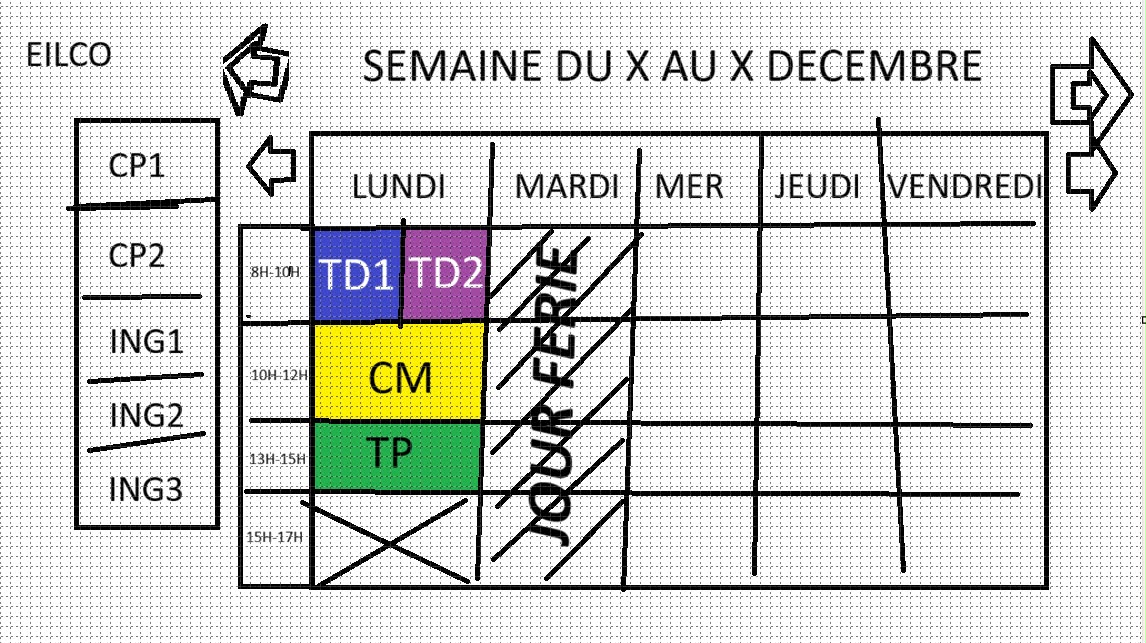 EILCO
SEMAINE DU X AU X DECEMBRE
CP1
CP2
ING1
ING2
ING3
LUNDI MARDI MER JEUDI VENDREDI
8H-10H TD1 TD2
10H-12H CM
13H-15H TP
15H-17H
JOUR FERIE